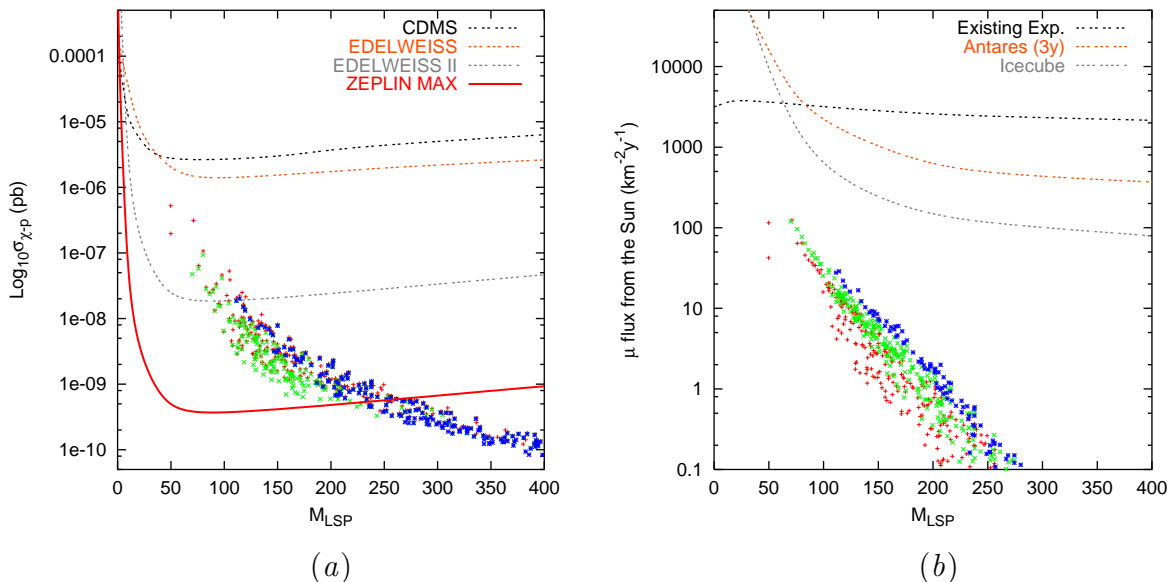 CDMS
EDELWEISS
EDELWEISS II
ZEPLIN MAX
Log₁₀σχ-p (pb)
0.0001
1e-05
1e-06
1e-07
1e-08
1e-09
1e-10
0 50 100 150 200 250 300 350 400
M_LSP
(a)
Existing Exp.
Antares (3y)
Icecube
μ flux from the Sun (km⁻²y⁻¹)
10000
1000
100
10
1
0.1
0 50 100 150 200 250 300 350 400
M_LSP
(b)